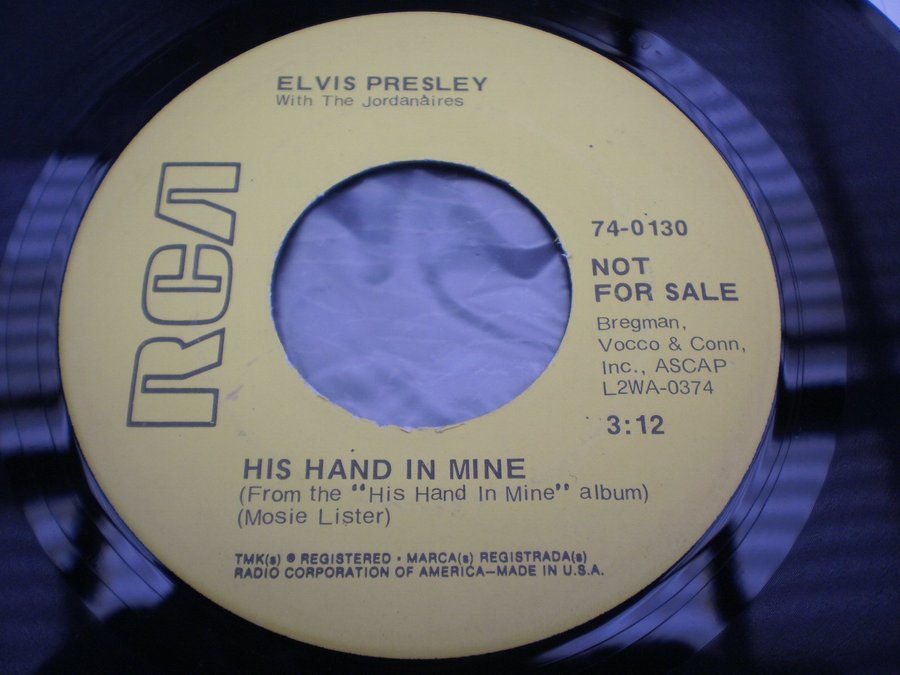 ELVIS PRESLEY
With The Jordanaires
RCA
74-0130
NOT
FOR SALE
Bregman,
Vocco & Conn,
Inc., ASCAP
L2WA-0374
3:12
HIS HAND IN MINE
(From the "His Hand In Mine" album)
(Mosie Lister)
TMK(s) ® REGISTERED • MARCA(s) REGISTRADA(s)
RADIO CORPORATION OF AMERICA—MADE IN U.S.A.